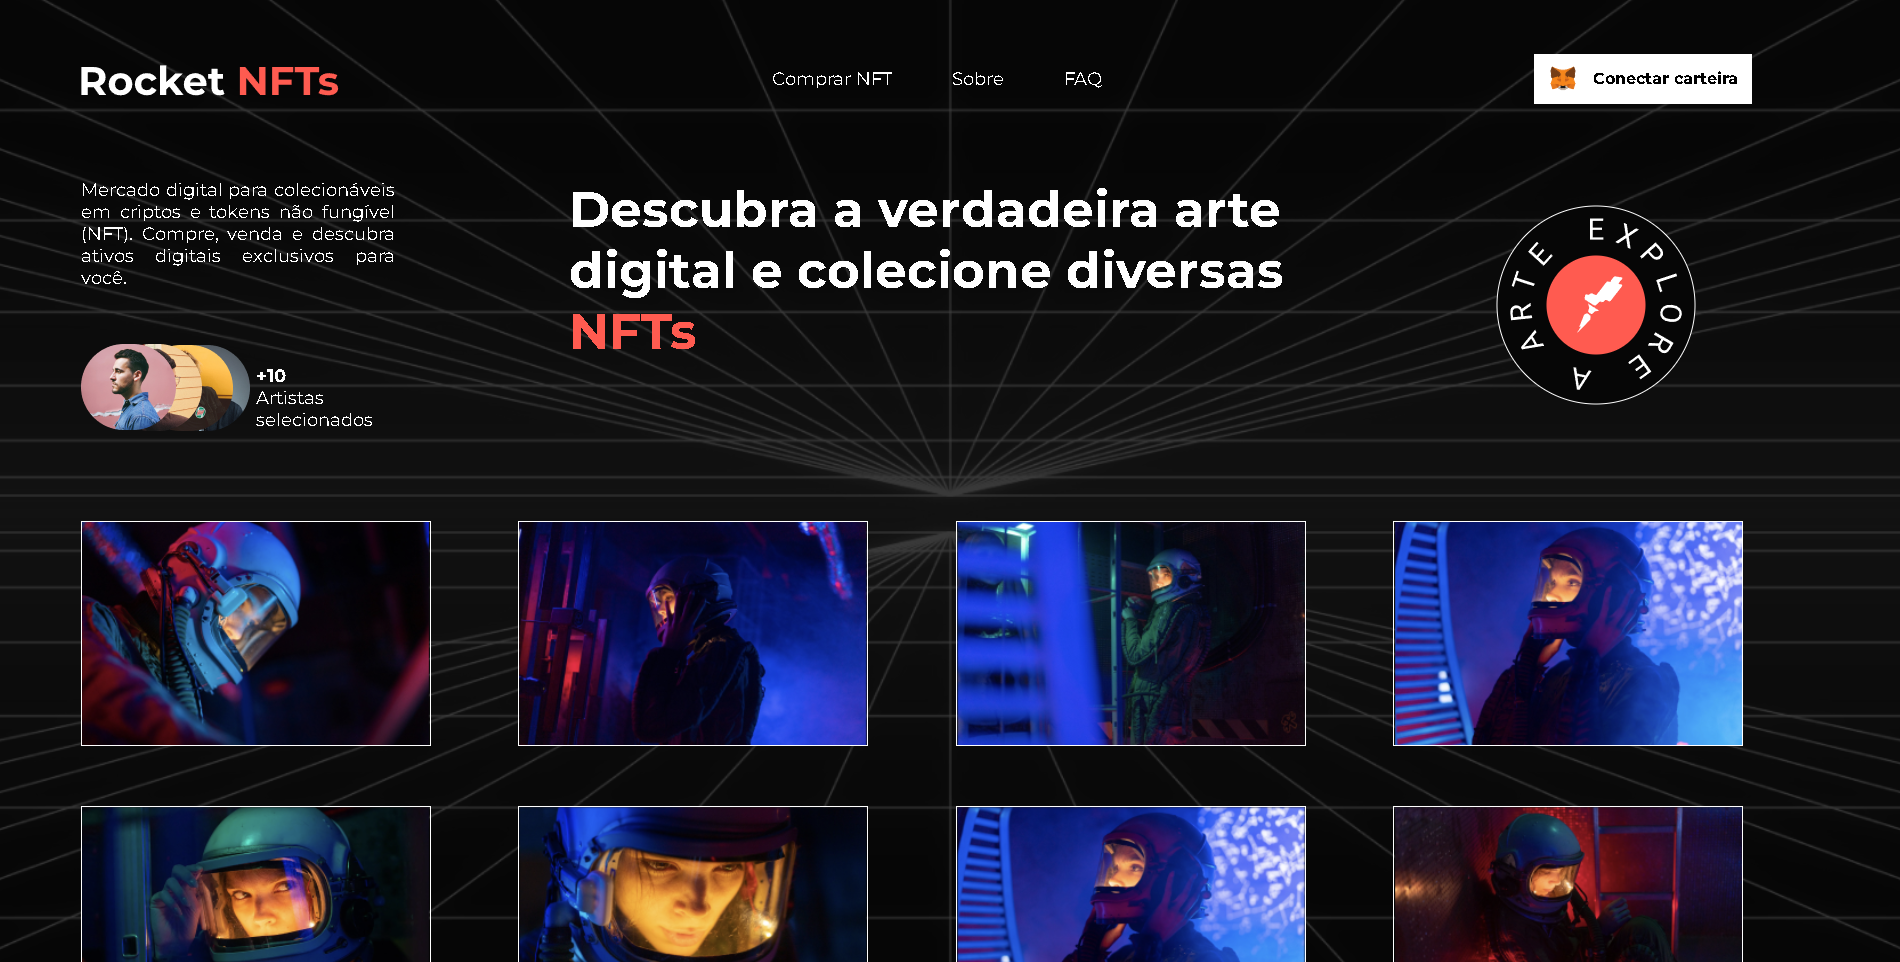 Rocket NFTs
Comprar NFT
Sobre
FAQ
Conectar carteira
Mercado digital para colecionáveis
em criptos e tokens não fungível
(NFT). Compre, venda e descubra
ativos digitais exclusivos para
você.
+10
Artistas
selecionados
Descubra a verdadeira arte
digital e colecione diversas
NFTs
EXPLORE A ARTE